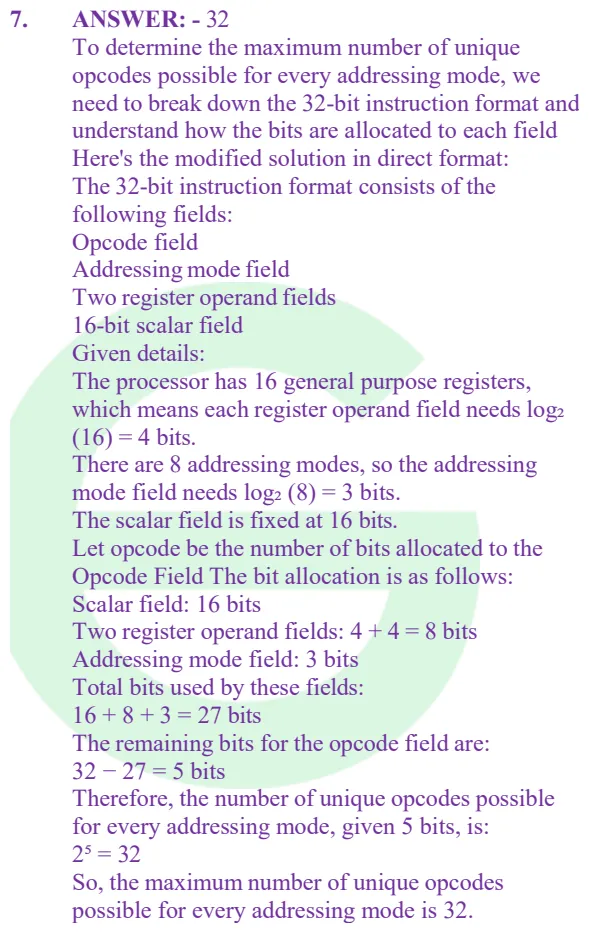 7. ANSWER: - 32
To determine the maximum number of unique
opcodes possible for every addressing mode, we
need to break down the 32-bit instruction format and
understand how the bits are allocated to each field
Here's the modified solution in direct format:
The 32-bit instruction format consists of the
following fields:
Opcode field
Addressing mode field
Two register operand fields
16-bit scalar field
Given details:
The processor has 16 general purpose registers,
which means each register operand field needs log₂
(16) = 4 bits.
There are 8 addressing modes, so the addressing
mode field needs log₂ (8) = 3 bits.
The scalar field is fixed at 16 bits.
Let opcode be the number of bits allocated to the
Opcode Field The bit allocation is as follows:
Scalar field: 16 bits
Two register operand fields: 4 + 4 = 8 bits
Addressing mode field: 3 bits
Total bits used by these fields:
16 + 8 + 3 = 27 bits
The remaining bits for the opcode field are:
32 − 27 = 5 bits
Therefore, the number of unique opcodes possible
for every addressing mode, given 5 bits, is:
2⁵ = 32
So, the maximum number of unique opcodes
possible for every addressing mode is 32.